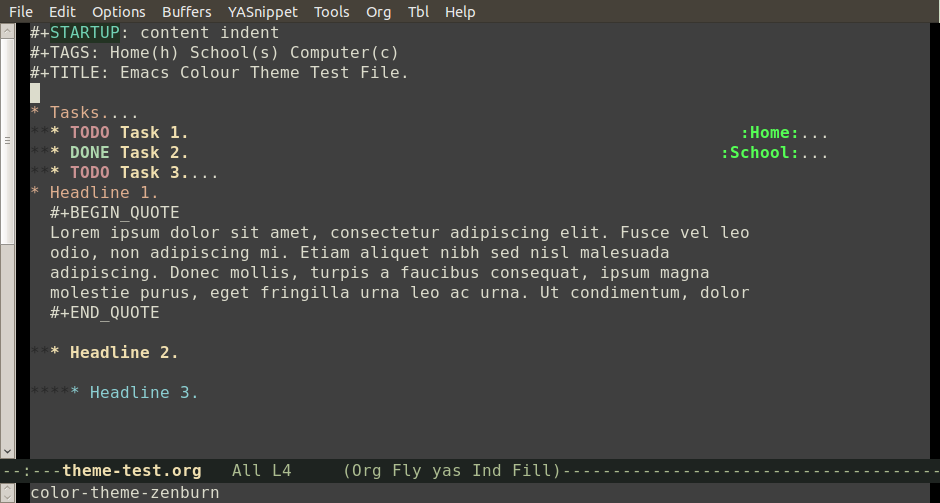 File Edit Options Buffers YASnippet Tools Org Tbl Help
#+STARTUP: content indent
#+TAGS: Home(h) School(s) Computer(c)
#+TITLE: Emacs Colour Theme Test File.
* Tasks....
*** TODO Task 1. :Home:...
*** DONE Task 2. :School:...
*** TODO Task 3....
* Headline 1.
#+BEGIN_QUOTE
Lorem ipsum dolor sit amet, consectetur adipiscing elit. Fusce vel leo
odio, non adipiscing mi. Etiam aliquet nibh sed nisl malesuada
adipiscing. Donec mollis, turpis a faucibus consequat, ipsum magna
molestie purus, eget fringilla urna leo ac urna. Ut condimentum, dolor
#+END_QUOTE
*** Headline 2.
***** Headline 3.
--:---theme-test.org All L4 (Org Fly yas Ind Fill)--------------------------------------
color-theme-zenburn